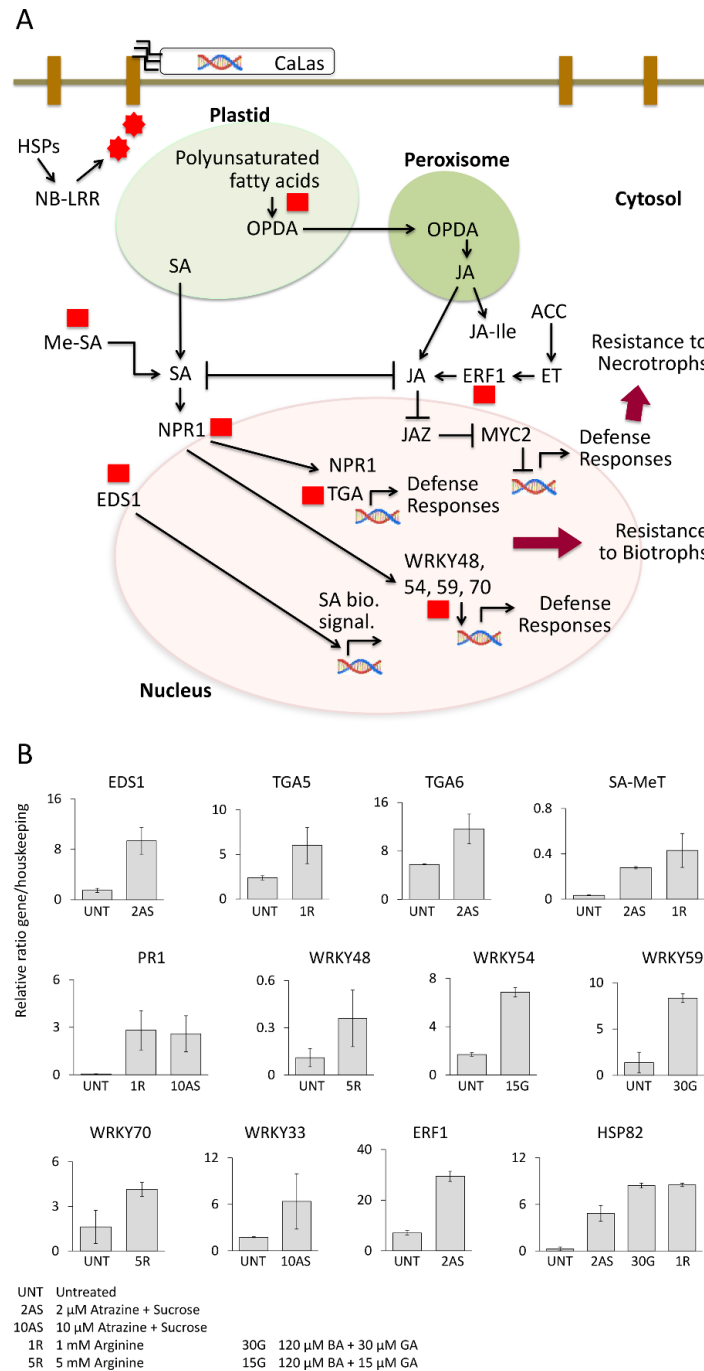 A
CaLas
Plastid
HSPs
NB-LRR
Polyunsaturated
fatty acids
OPDA
Peroxisome
OPDA
JA
Cytosol
SA
JA-Ile
ACC
Resistance to
Necrotrophs
Me-SA
SA
JA
ERF1
ET
NPR1
JAZ
MYC2
Defense
Responses
EDS1
NPR1
TGA
Defense
Responses
Resistance
to Biotrophs
WRKY48,
54, 59, 70
SA bio.
signal.
Defense
Responses
Nucleus
B
Relative ratio gene/houskeeping
EDS1
16
8
0
UNT 2AS
TGA5
10
5
0
UNT 1R
TGA6
16
8
0
UNT 2AS
SA-MeT
0.8
0.4
0
UNT 2AS 1R
PR1
6
3
0
UNT 1R 10AS
WRKY48
0.6
0.3
0
UNT 5R
WRKY54
8
4
0
UNT 15G
WRKY59
10
5
0
UNT 30G
WRKY70
6
3
0
UNT 5R
WRKY33
12
6
0
UNT 10AS
ERF1
40
20
0
UNT 2AS
HSP82
12
6
0
UNT 2AS 30G 1R
UNT Untreated
2AS 2 µM Atrazine + Sucrose
10AS 10 µM Atrazine + Sucrose
1R 1 mM Arginine 30G 120 µM BA + 30 µM GA
5R 5 mM Arginine 15G 120 µM BA + 15 µM GA